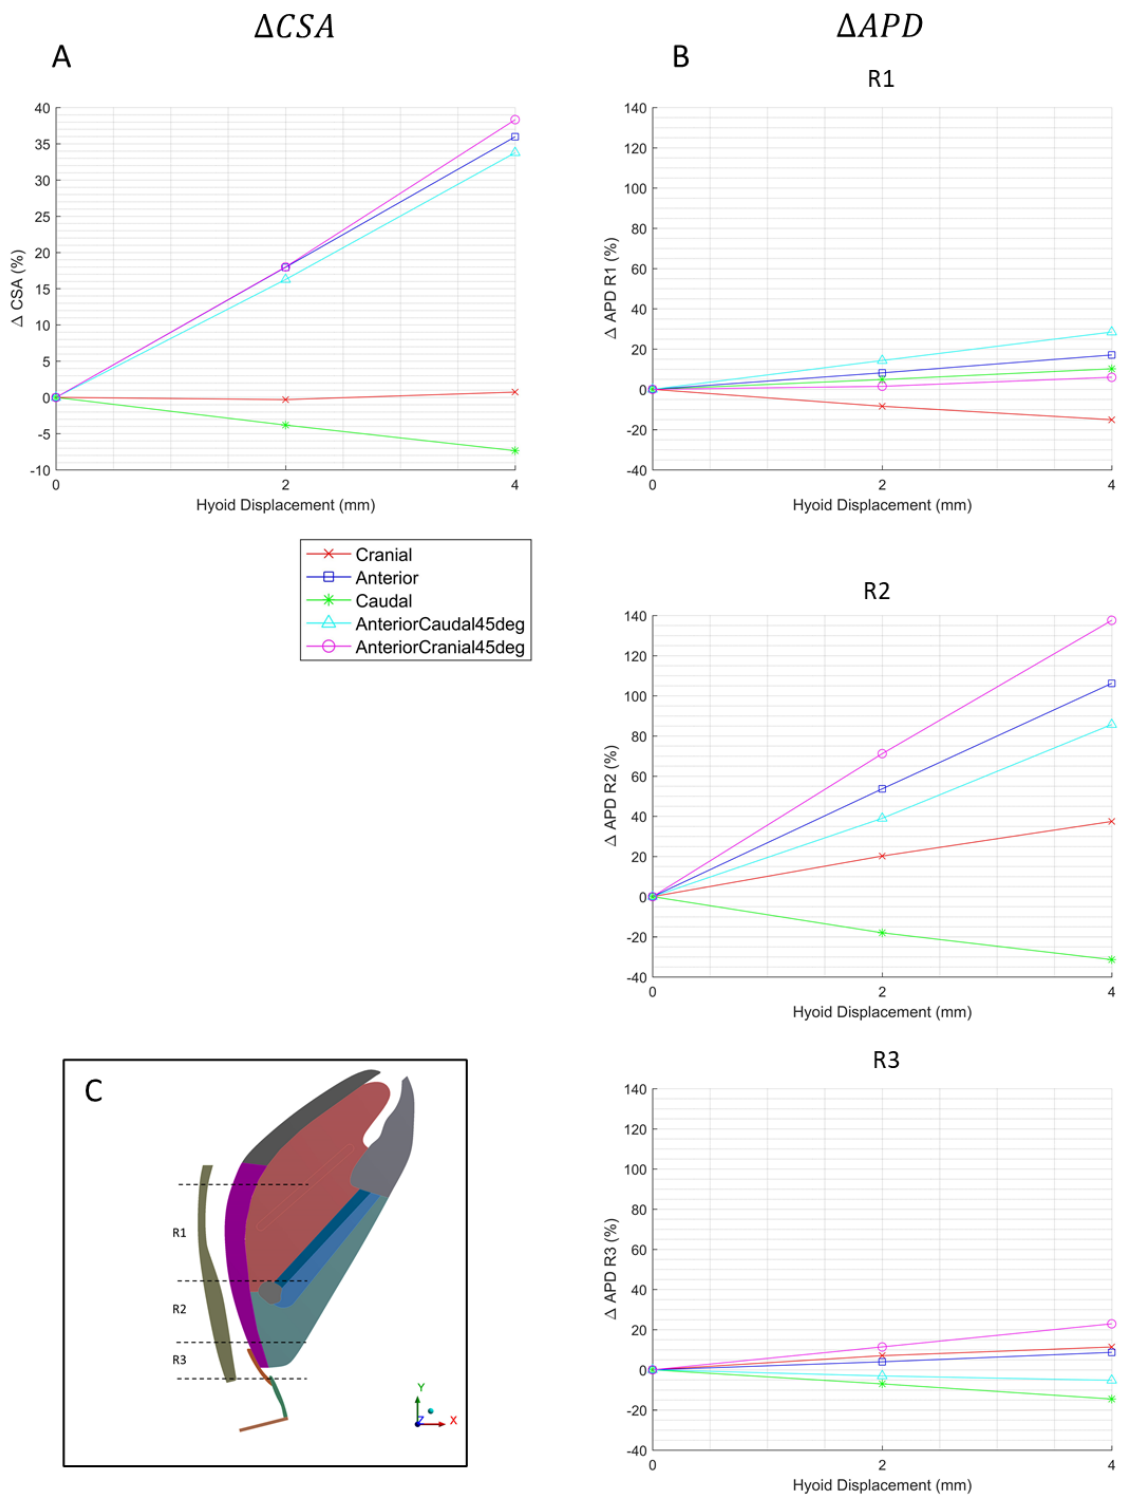 ΔCSA
A
40
35
30
25
20
15
10
5
0
-5
-10
Δ CSA (%)
0 2 4
Hyoid Displacement (mm)
Cranial
Anterior
Caudal
AnteriorCaudal45deg
AnteriorCranial45deg
ΔAPD
B
R1
140
120
100
80
60
40
20
0
-20
-40
Δ APD R1 (%)
0 2 4
Hyoid Displacement (mm)
R2
140
120
100
80
60
40
20
0
-20
-40
Δ APD R2 (%)
0 2 4
Hyoid Displacement (mm)
R3
140
120
100
80
60
40
20
0
-20
-40
Δ APD R3 (%)
0 2 4
Hyoid Displacement (mm)
C
R1
R2
R3
Y
Z X